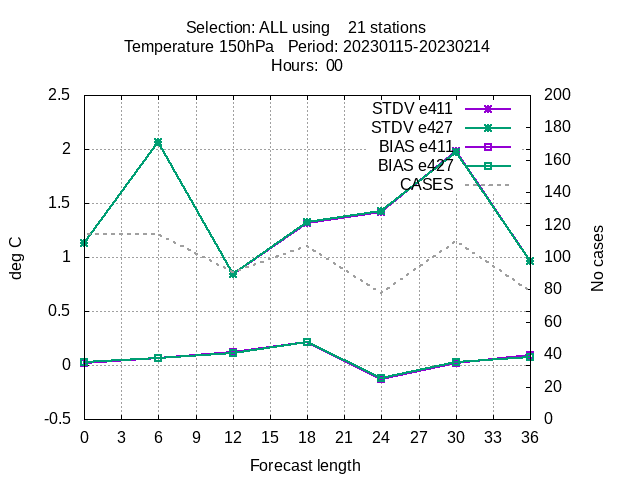 Selection: ALL using    21 stations
Temperature 150hPa   Period: 20230115-20230214
Hours:  00
STDV e411
STDV e427
BIAS e411
BIAS e427
CASES
deg C
2.5
2
1.5
1
0.5
0
-0.5
200
180
160
140
120
100
80
60
40
20
0
No cases
0 3 6 9 12 15 18 21 24 27 30 33 36
Forecast length